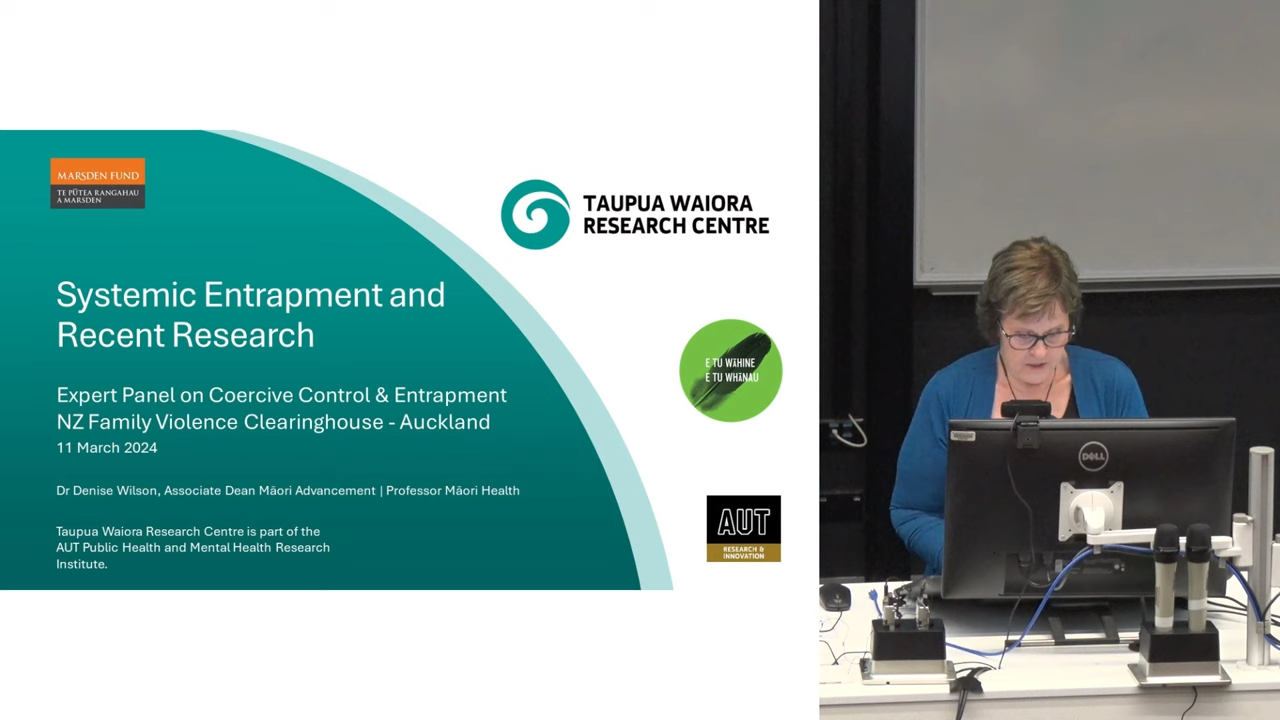 MARSDEN FUND
TE PŪTEA RANGAHAU
A MARSDEN
TAUPUA WAIORA
RESEARCH CENTRE
Systemic Entrapment and
Recent Research
E TU WĀHINE
E TU WHĀNAU
Expert Panel on Coercive Control & Entrapment
NZ Family Violence Clearinghouse - Auckland
11 March 2024
Dr Denise Wilson, Associate Dean Māori Advancement | Professor Māori Health
Taupua Waiora Research Centre is part of the
AUT Public Health and Mental Health Research
Institute.
AUT
RESEARCH &
INNOVATION
DELL